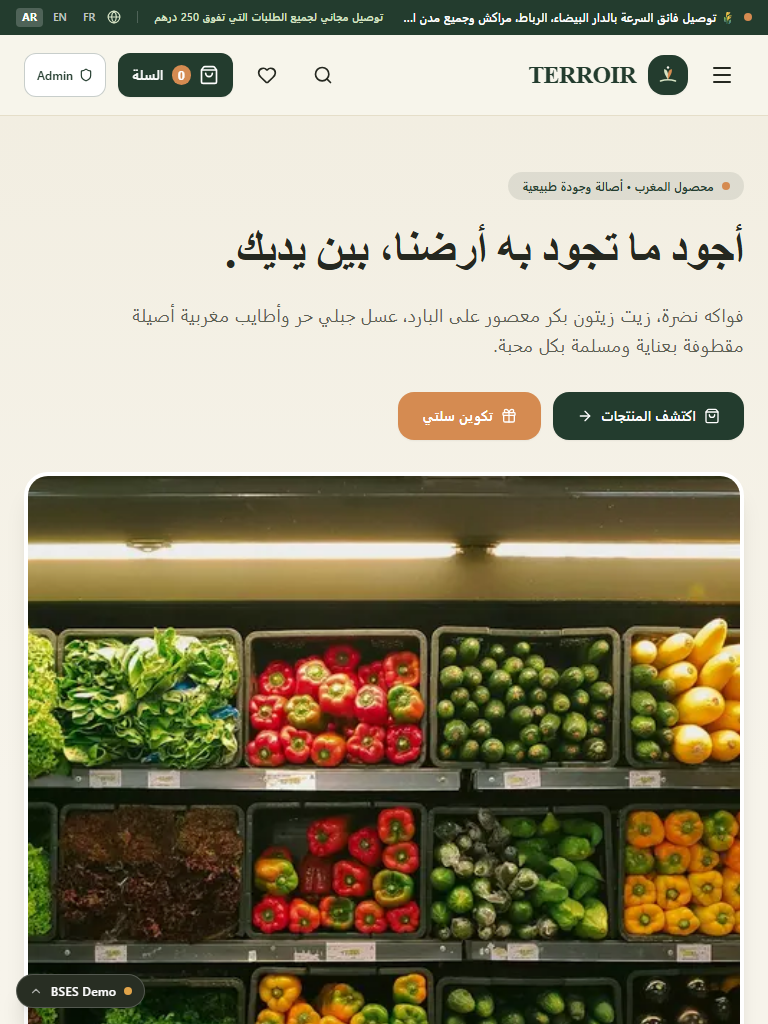 🌾 توصيل فائق السرعة بالدار البيضاء، الرباط، مراكش وجميع مدن ا...
توصيل مجاني لجميع الطلبات التي تفوق 250 درهم
FR EN AR
TERROIR
السلة 0
Admin
محصول المغرب • أصالة وجودة طبيعية
أجود ما تجود به أرضنا، بين يديك.
فواكه نضرة، زيت زيتون بكر معصور على البارد، عسل جبلي حر وأطايب مغربية أصيلة
مقطوفة بعناية ومسلمة بكل محبة.
اكتشف المنتجات
تكوين سلتي
BSES Demo